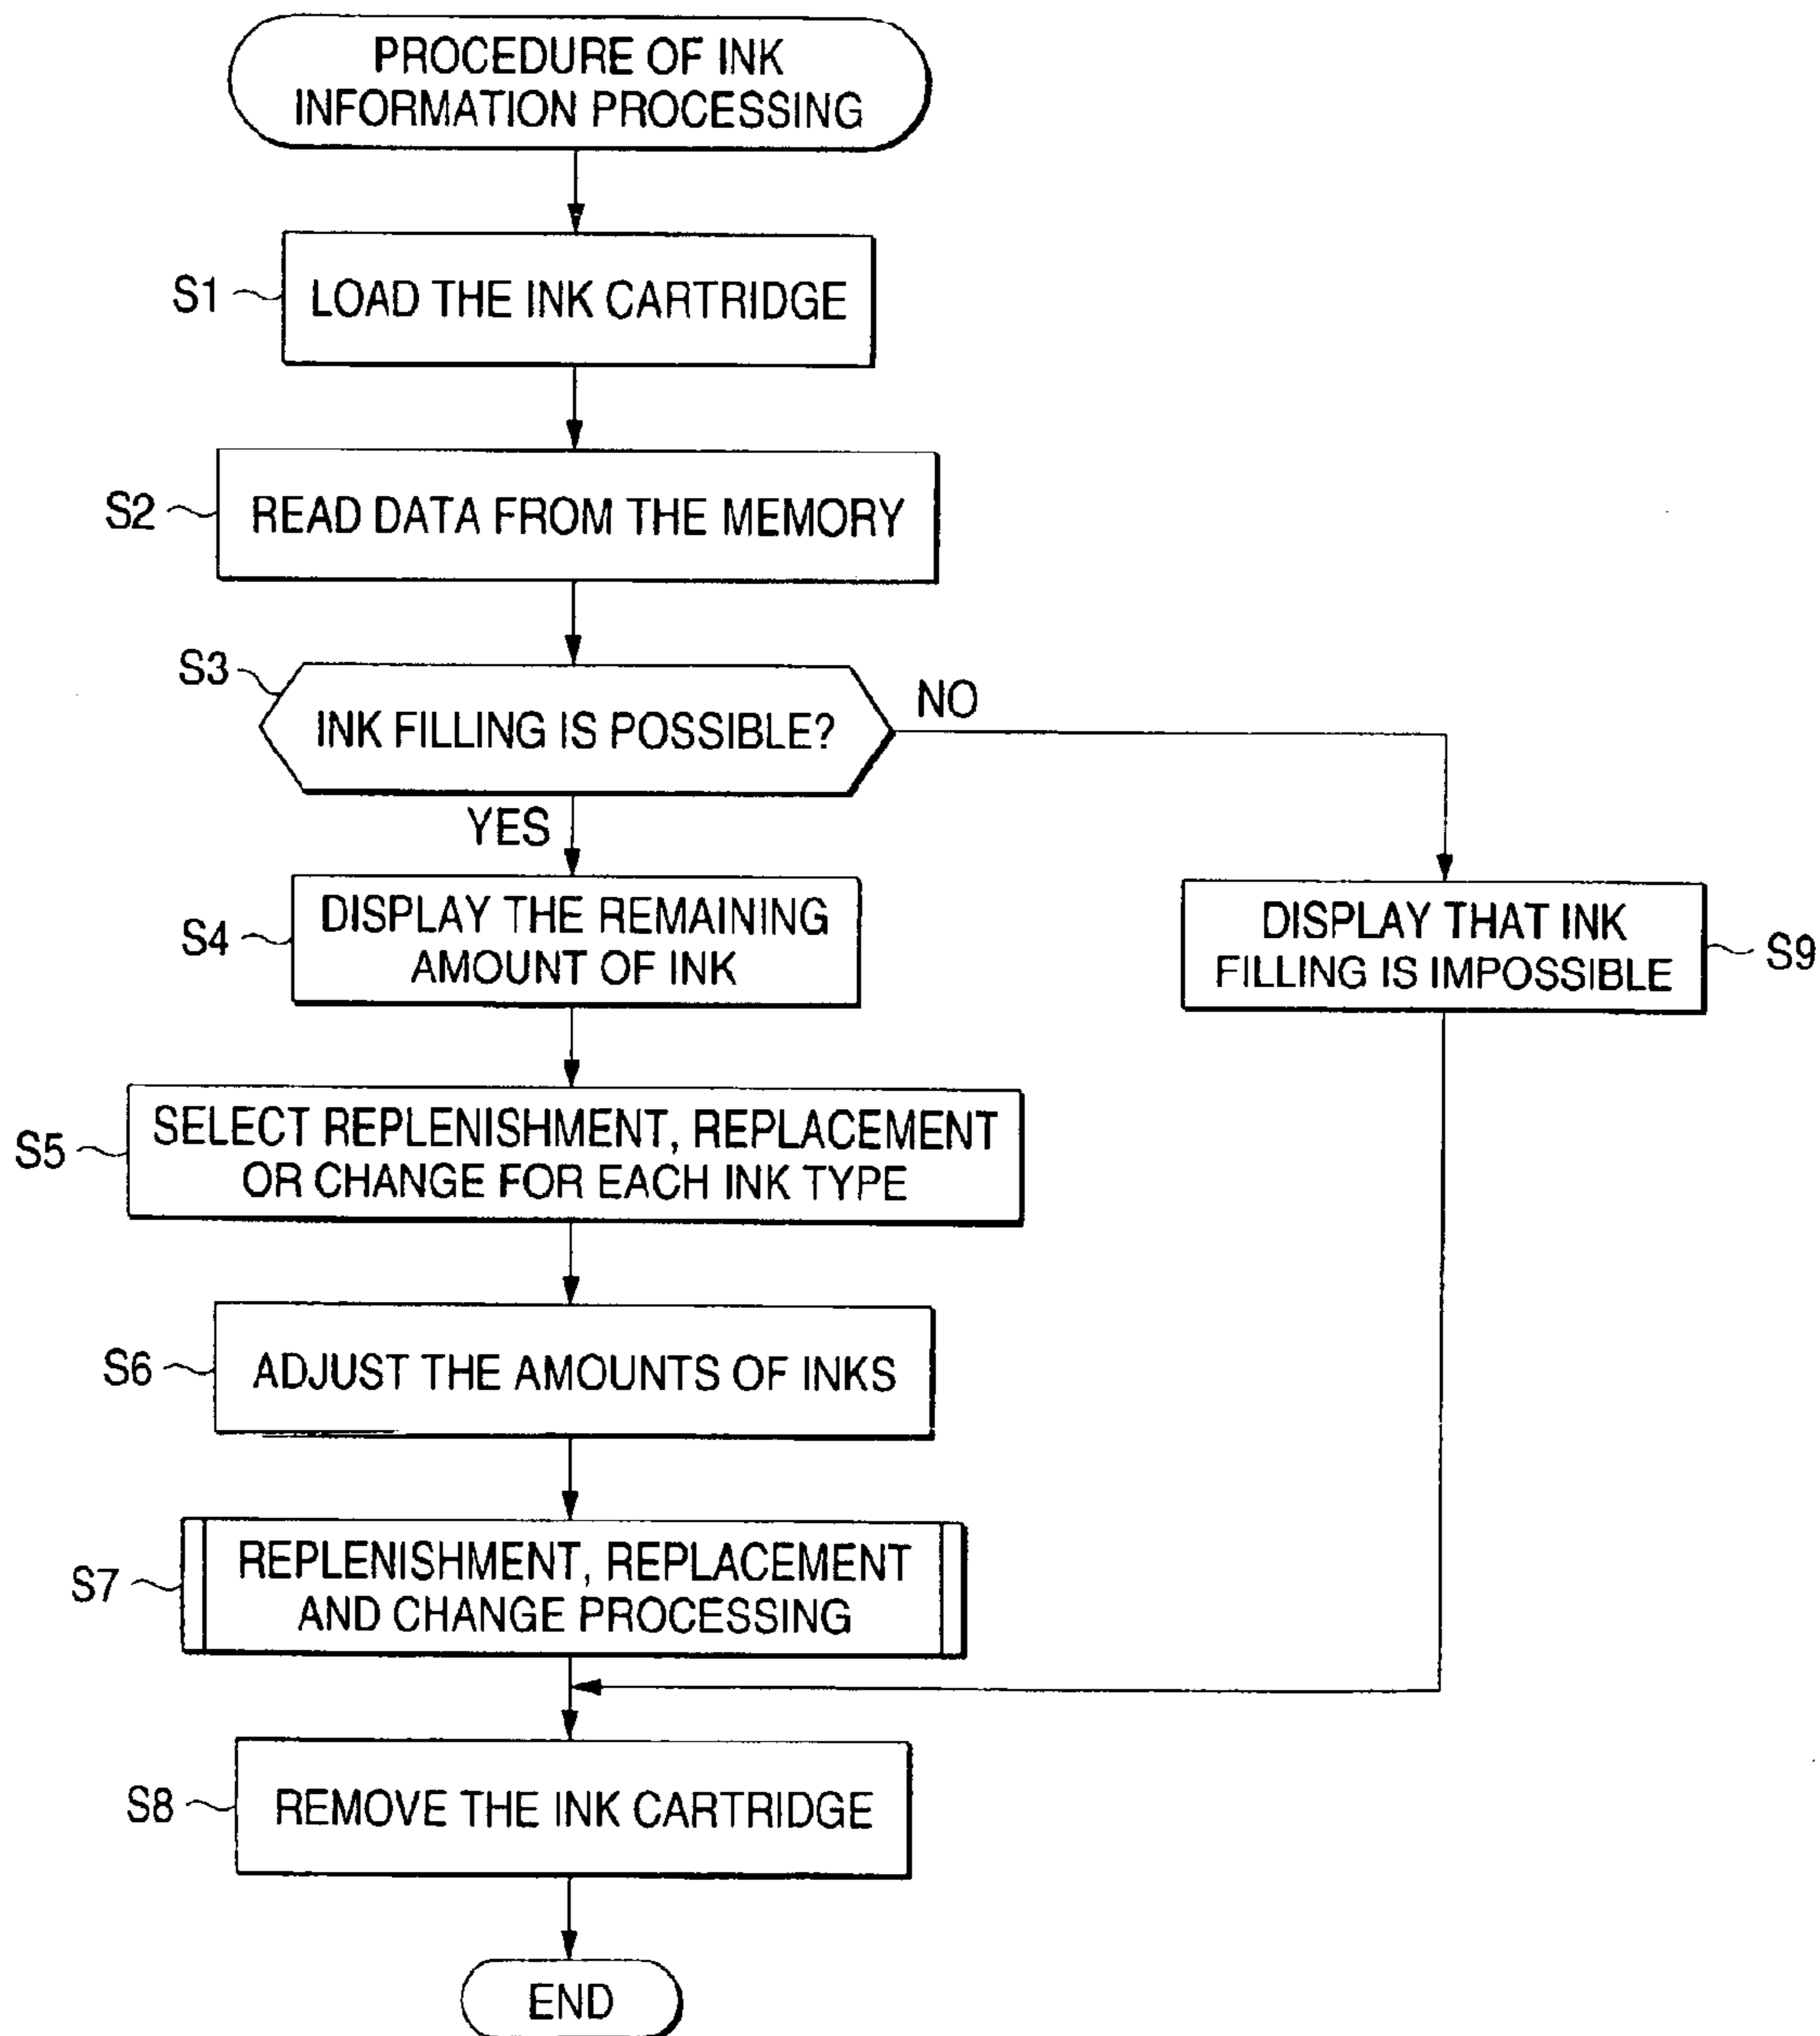 PROCEDURE OF INK
INFORMATION PROCESSING
S1
LOAD THE INK CARTRIDGE
S2
READ DATA FROM THE MEMORY
S3
INK FILLING IS POSSIBLE?
NO
YES
S4
DISPLAY THE REMAINING
AMOUNT OF INK
DISPLAY THAT INK
FILLING IS IMPOSSIBLE
S9
S5
SELECT REPLENISHMENT, REPLACEMENT
OR CHANGE FOR EACH INK TYPE
S6
ADJUST THE AMOUNTS OF INKS
S7
REPLENISHMENT, REPLACEMENT
AND CHANGE PROCESSING
S8
REMOVE THE INK CARTRIDGE
END